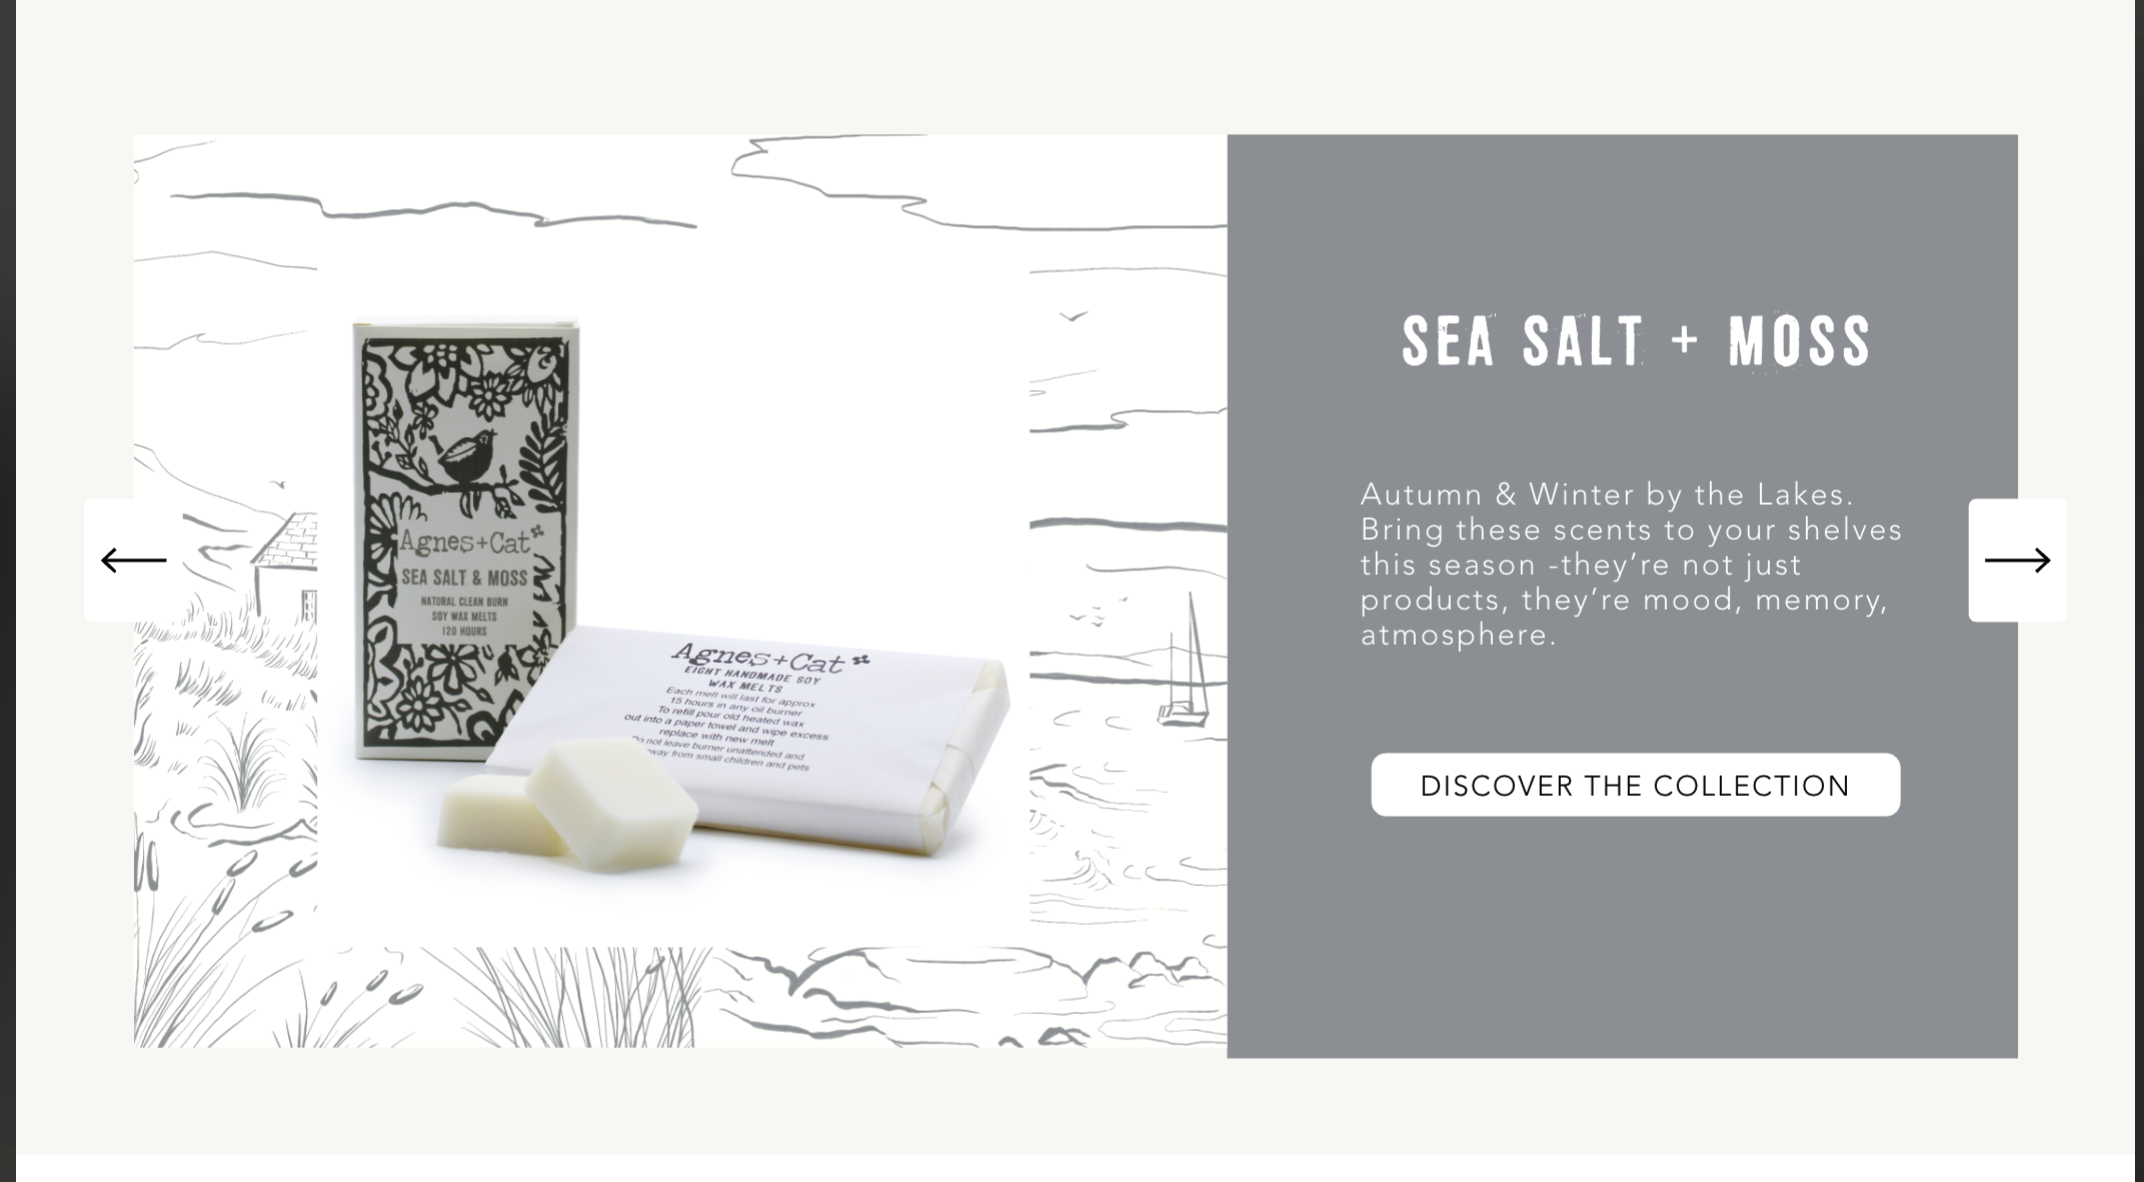 SEA SALT + MOSS
Autumn & Winter by the Lakes.
Bring these scents to your shelves
this season -they’re not just
products, they’re mood, memory,
atmosphere.
DISCOVER THE COLLECTION
Agnes+Cat
SEA SALT & MOSS
NATURAL CLEAN BURN
SOY WAX MELTS
120 HOURS
Agnes+Cat
EIGHT HANDMADE SOY
WAX MELTS
Each melt will last for approx
15 hours in any oil burner
To refill pour old heated wax
out into a paper towel and wipe excess
replace with new melt
not leave burner unattended and
away from small children and pets